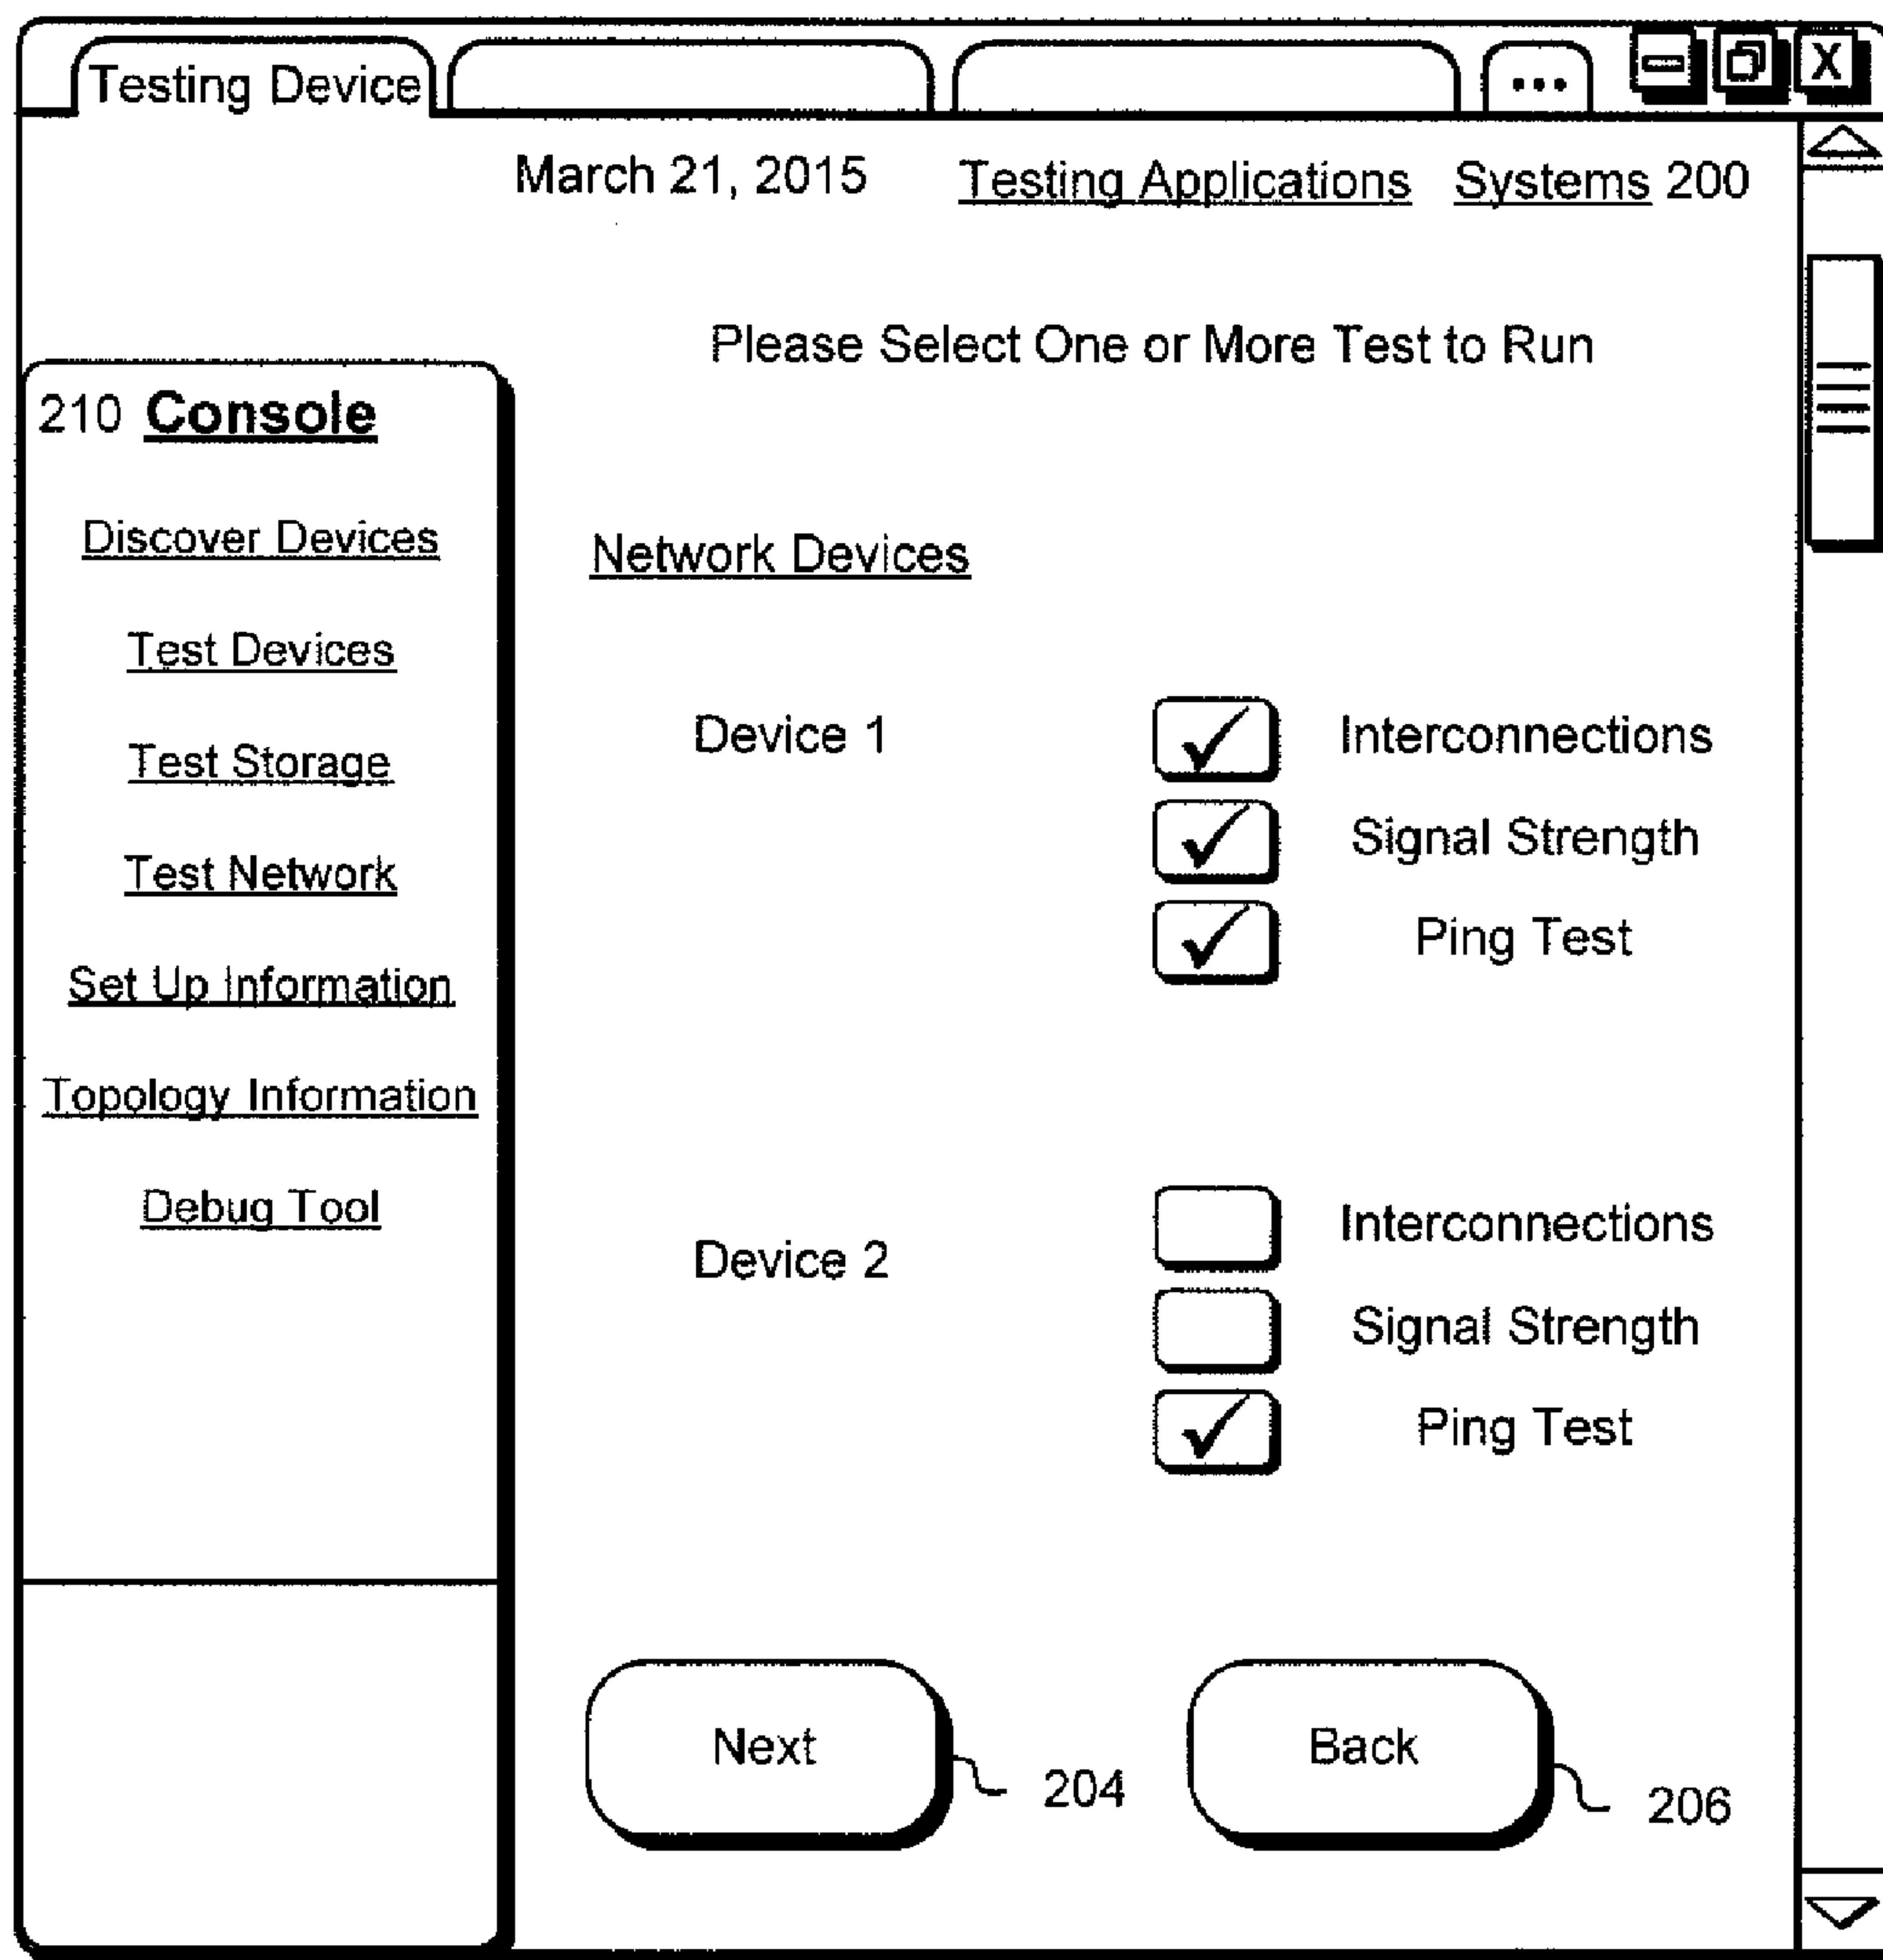 Testing Device
...
X
March 21, 2015 Testing Applications Systems 200
Please Select One or More Test to Run
210 Console
Discover Devices
Test Devices
Test Storage
Test Network
Set Up Information
Topology Information
Debug Tool
Network Devices
Device 1
Interconnections
Signal Strength
Ping Test
Device 2
Interconnections
Signal Strength
Ping Test
Next
204
Back
206